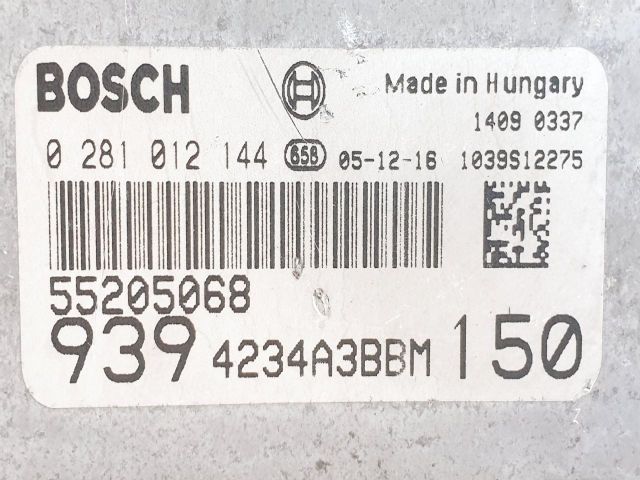 BOSCH Made in Hungary
1409 0337
0 281 012 144 658 05-12-16 1039S12275
55205068
939 4234A3BBM 150